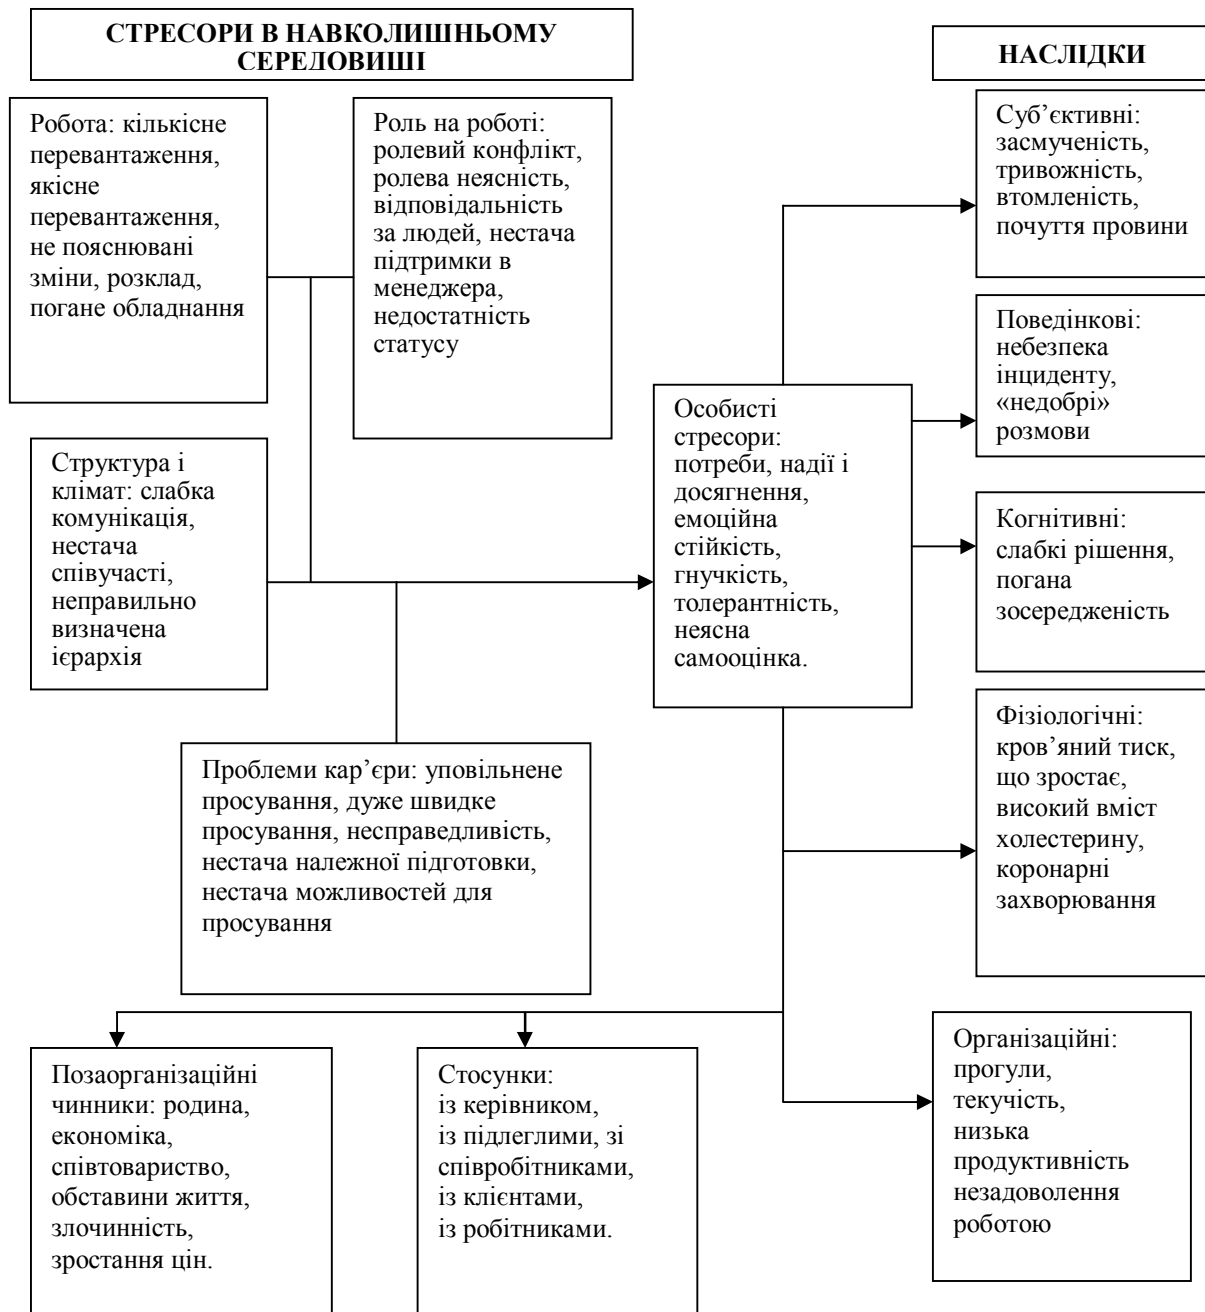 СТРЕСОРИ В НАВКОЛИШНЬОМУ
СЕРЕДОВИЩІ
НАСЛІДКИ
Робота: кількісне
перевантаження,
якісне
перевантаження,
не пояснювані
зміни, розклад,
погане обладнання
Роль на роботі:
ролевий конфлікт,
ролева неясність,
відповідальність
за людей, нестача
підтримки в
менеджера,
недостатність
статусу
Суб’єктивні:
засмученість,
тривожність,
втомленість,
почуття провини
Поведінкові:
небезпека
інциденту,
«недобрі»
розмови
Структура і
клімат: слабка
комунікація,
нестача
співучасті,
неправильно
визначена
ієрархія
Особисті
стресори:
потреби, надії і
досягнення,
емоційна
стійкість,
гнучкість,
толерантність,
неясна
самооцінка.
Когнітивні:
слабкі рішення,
погана
зосередженість
Фізіологічні:
кров’яний тиск,
що зростає,
високий вміст
холестерину,
коронарні
захворювання
Проблеми кар’єри: уповільнене
просування, дуже швидке
просування, несправедливість,
нестача належної підготовки,
нестача можливостей для
просування
Позаорганізаційні
чинники: родина,
економіка,
співтовариство,
обставини життя,
злочинність,
зростання цін.
Стосунки:
із керівником,
із підлеглими, зі
співробітниками,
із клієнтами,
із робітниками.
Організаційні:
прогули,
текучість,
низька
продуктивність
незадоволення
роботою